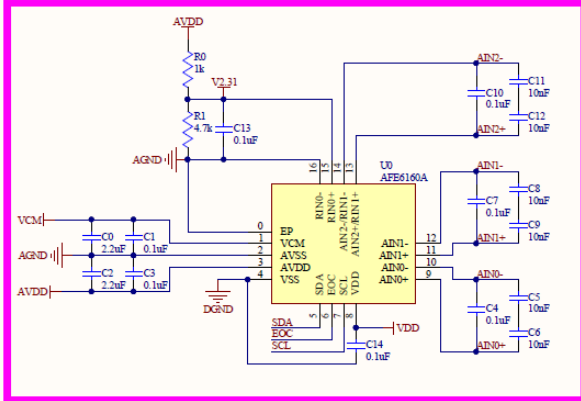 AVDD
R0
1k
V2.31
R1
4.7k
C13
0.1uF
AGND
AIN2-
C11
10nF
C10
0.1uF
C12
10nF
AIN2+
16
15
14
13
U0
AFE6160A
RIN0-
RIN0+
AIN2-/RIN1-
AIN2+/RIN1+
AIN1-
C8
10nF
C7
0.1uF
C9
10nF
AIN1+
VCM
C0
2.2uF
C1
0.1uF
AGND
C2
2.2uF
C3
0.1uF
AVDD
0
EP
1
VCM
2
AVSS
3
AVDD
4
VSS
AIN1-
12
AIN1+
11
AIN0-
10
AIN0+
9
SDA
EOC
SCL
VDD
5
6
7
8
DGND
SDA
EOC
SCL
VDD
C14
0.1uF
AIN0-
C5
10nF
C4
0.1uF
C6
10nF
AIN0+